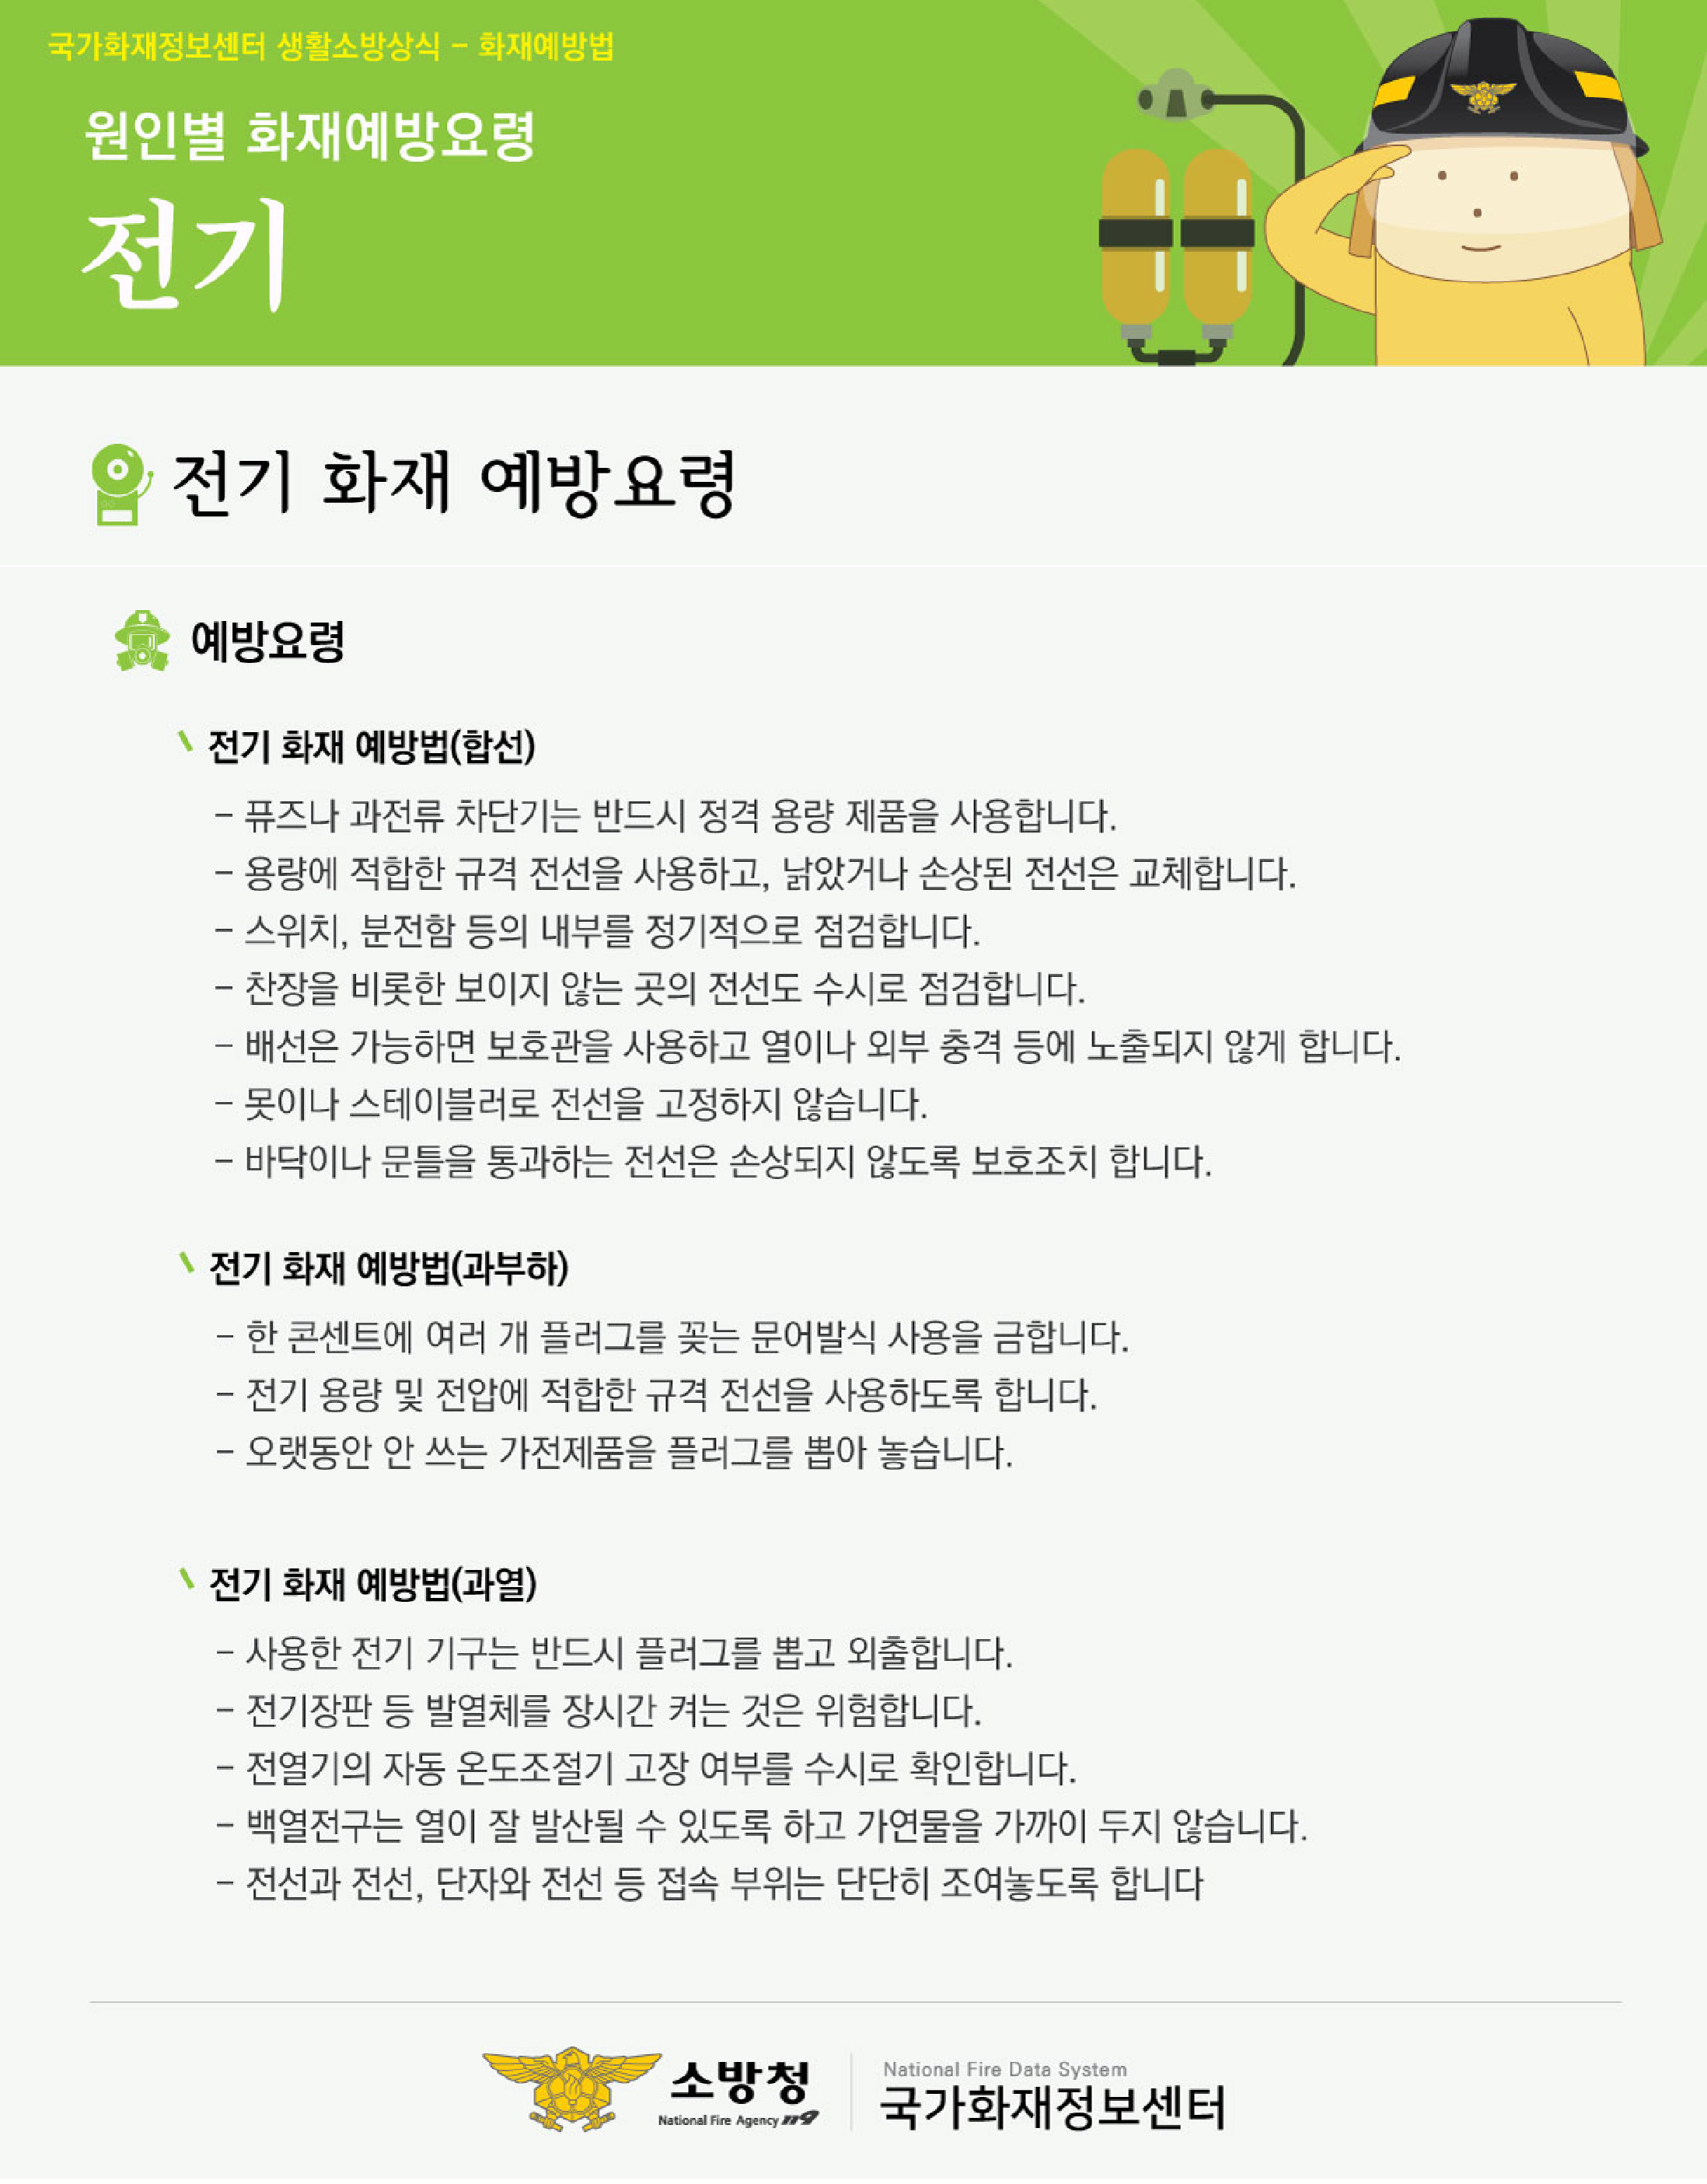 국가화재정보센터 생활소방상식 – 화재예방법
원인별 화재예방요령
전기
전기 화재 예방요령
예방요령
전기 화재 예방법(합선)
– 퓨즈나 과전류 차단기는 반드시 정격 용량 제품을 사용합니다.
– 용량에 적합한 규격 전선을 사용하고, 낡았거나 손상된 전선은 교체합니다.
– 스위치, 분전함 등의 내부를 정기적으로 점검합니다.
– 찬장을 비롯한 보이지 않는 곳의 전선도 수시로 점검합니다.
– 배선은 가능하면 보호관을 사용하고 열이나 외부 충격 등에 노출되지 않게 합니다.
– 못이나 스테이블러로 전선을 고정하지 않습니다.
– 바닥이나 문틀을 통과하는 전선은 손상되지 않도록 보호조치 합니다.
전기 화재 예방법(과부하)
– 한 콘센트에 여러 개 플러그를 꽂는 문어발식 사용을 금합니다.
– 전기 용량 및 전압에 적합한 규격 전선을 사용하도록 합니다.
– 오랫동안 안 쓰는 가전제품을 플러그를 뽑아 놓습니다.
전기 화재 예방법(과열)
– 사용한 전기 기구는 반드시 플러그를 뽑고 외출합니다.
– 전기장판 등 발열체를 장시간 켜는 것은 위험합니다.
– 전열기의 자동 온도조절기 고장 여부를 수시로 확인합니다.
– 백열전구는 열이 잘 발산될 수 있도록 하고 가연물을 가까이 두지 않습니다.
– 전선과 전선, 단자와 전선 등 접속 부위는 단단히 조여놓도록 합니다
소방청
National Fire Agency 119
National Fire Data System
국가화재정보센터